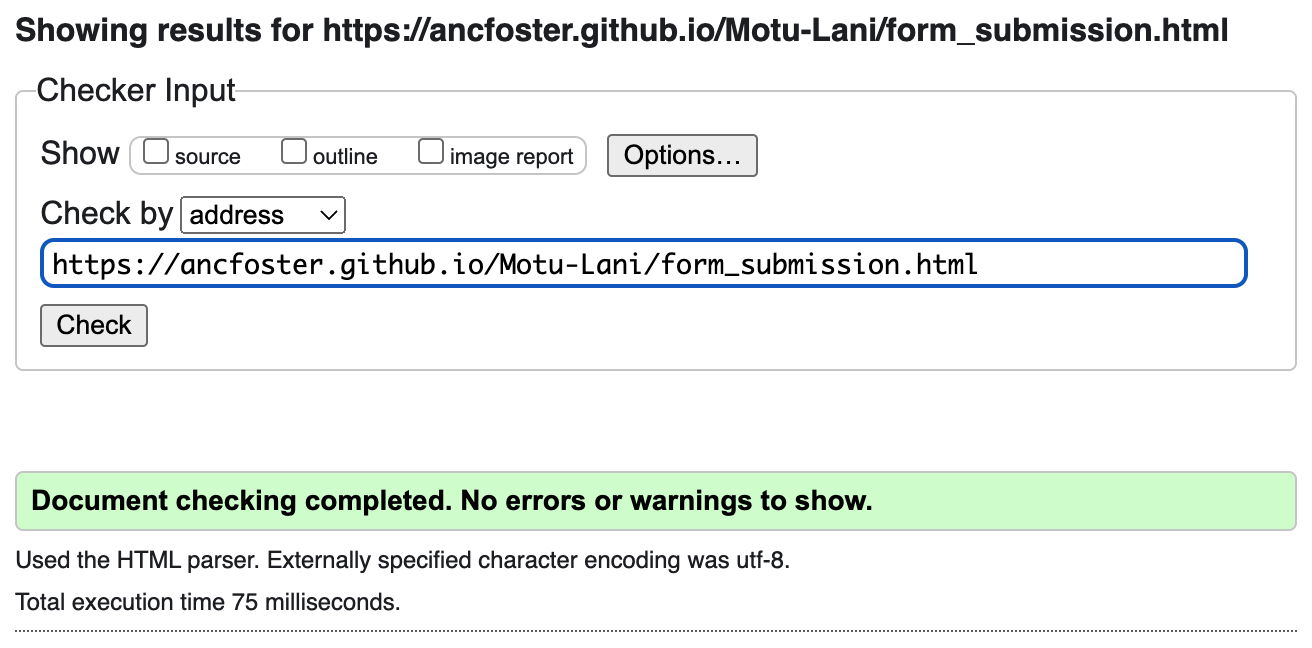 Showing results for https://ancfoster.github.io/Motu-Lani/form_submission.html
Checker Input
Show source outline image report Options...
Check by address
https://ancfoster.github.io/Motu-Lani/form_submission.html
Check
Document checking completed. No errors or warnings to show.
Used the HTML parser. Externally specified character encoding was utf-8.
Total execution time 75 milliseconds.